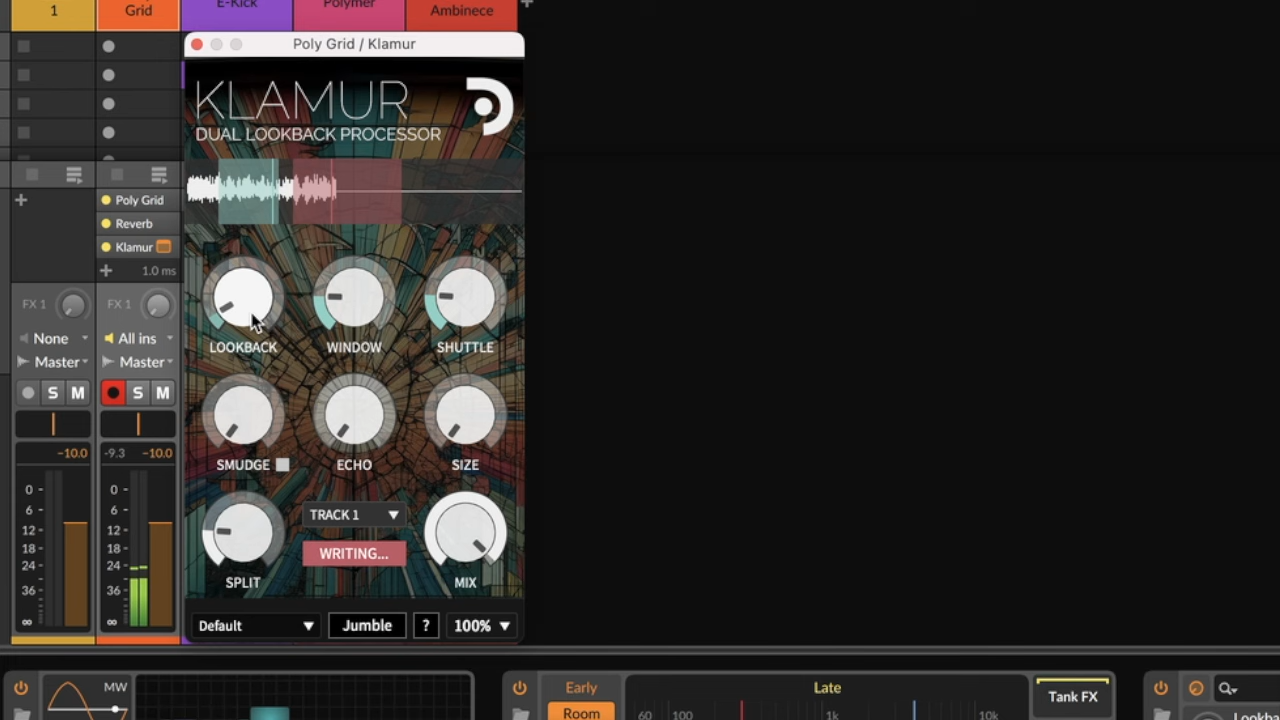 1
Grid
E-Kick
Polymer
Ambinece
+
Poly Grid / Klamur
KLAMUR
DUAL LOOKBACK PROCESSOR
+
Poly Grid
Reverb
Klamur
+ 1.0 ms
FX 1
FX 1
None
All ins
Master
Master
S M
S M
-10.0
-9.3 -10.0
0
6
12
18
24
36
∞
0
6
12
18
24
36
∞
LOOKBACK
WINDOW
SHUTTLE
SMUDGE
ECHO
SIZE
TRACK 1
WRITING...
SPLIT
MIX
Default
Jumble
?
100%
MW
Early
Room
Late
60 100 1k 10k
Tank FX